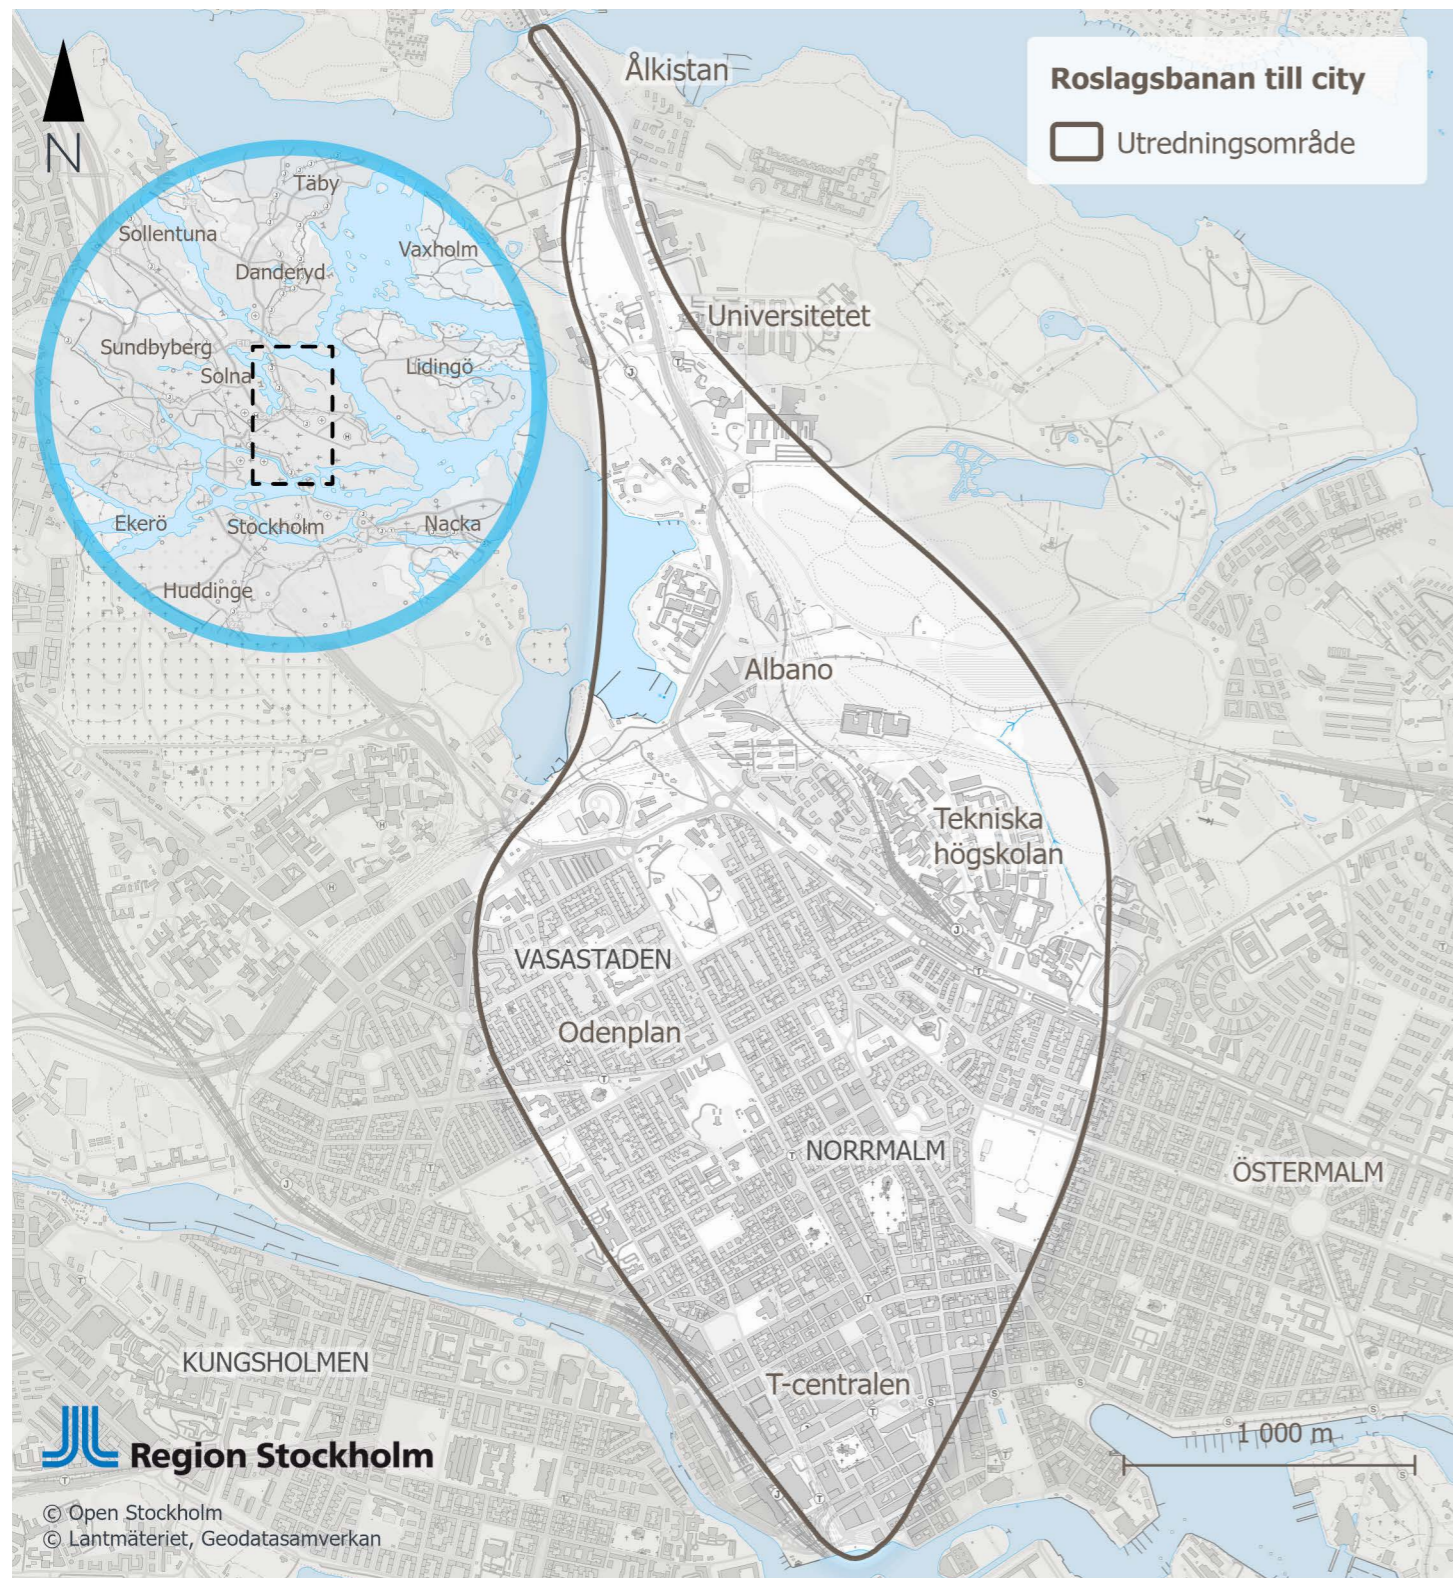 Ålkistan
Roslagsbanan till city
Utredningsområde
N
Täby
Sollentuna
Vaxholm
Danderyd
Sundbyberg
Solna
Lidingö
Ekerö
Stockholm
Nacka
Huddinge
Universitetet
Albano
Tekniska
högskolan
VASASTADEN
Odenplan
NORRMALM
ÖSTERMALM
KUNGSHOLMEN
T-centralen
1 000 m
Region Stockholm
© Open Stockholm
© Lantmäteriet, Geodatasamverkan